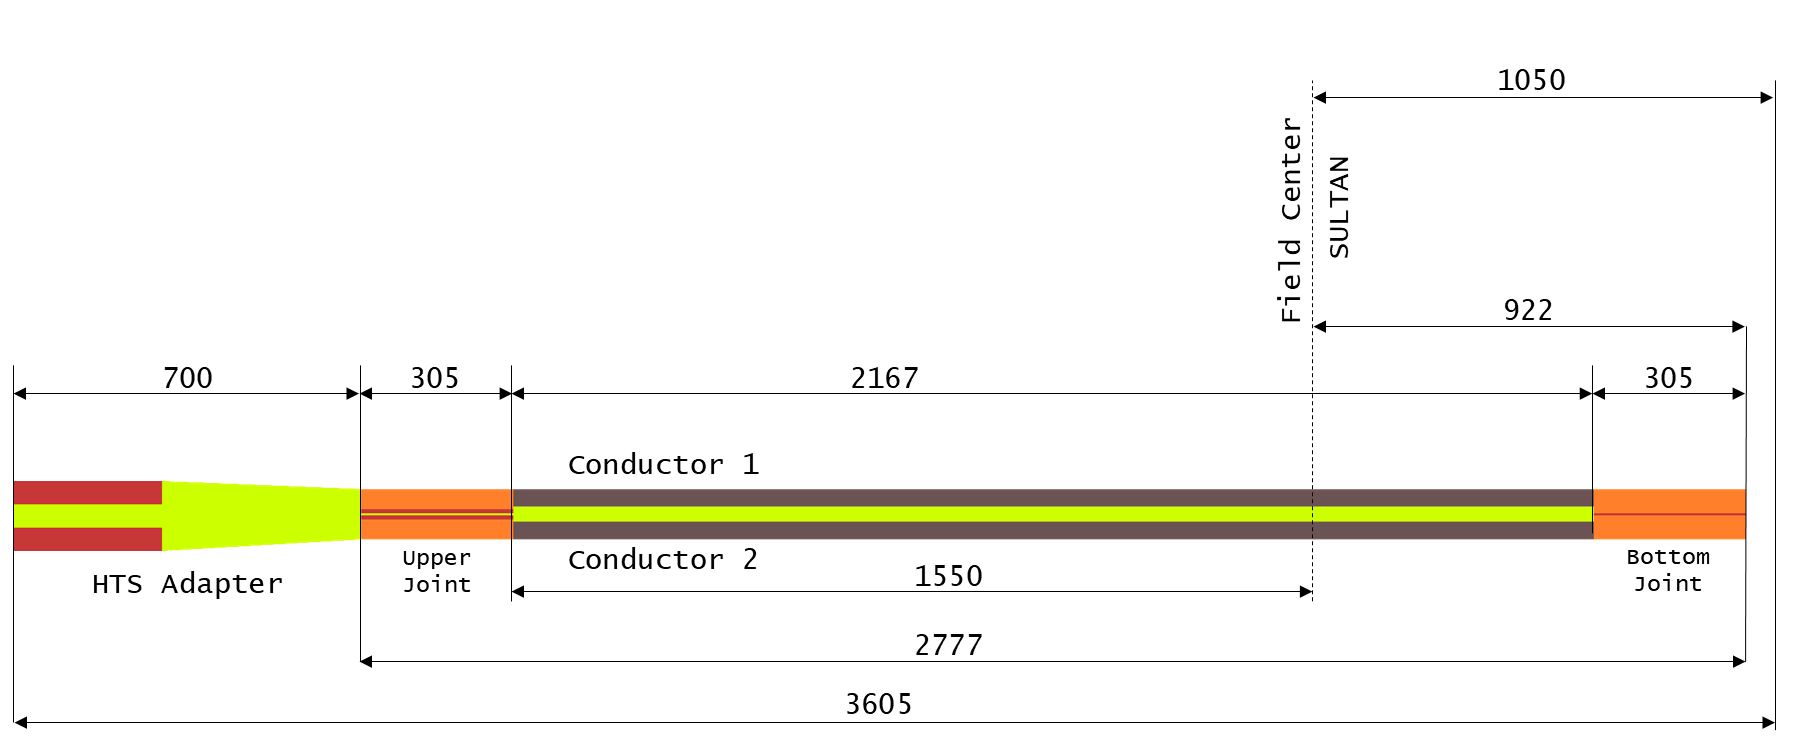 1050
Field Center
SULTAN
922
700
305
2167
305
Conductor 1
Conductor 2
HTS Adapter
Upper
Joint
Bottom
Joint
1550
2777
3605